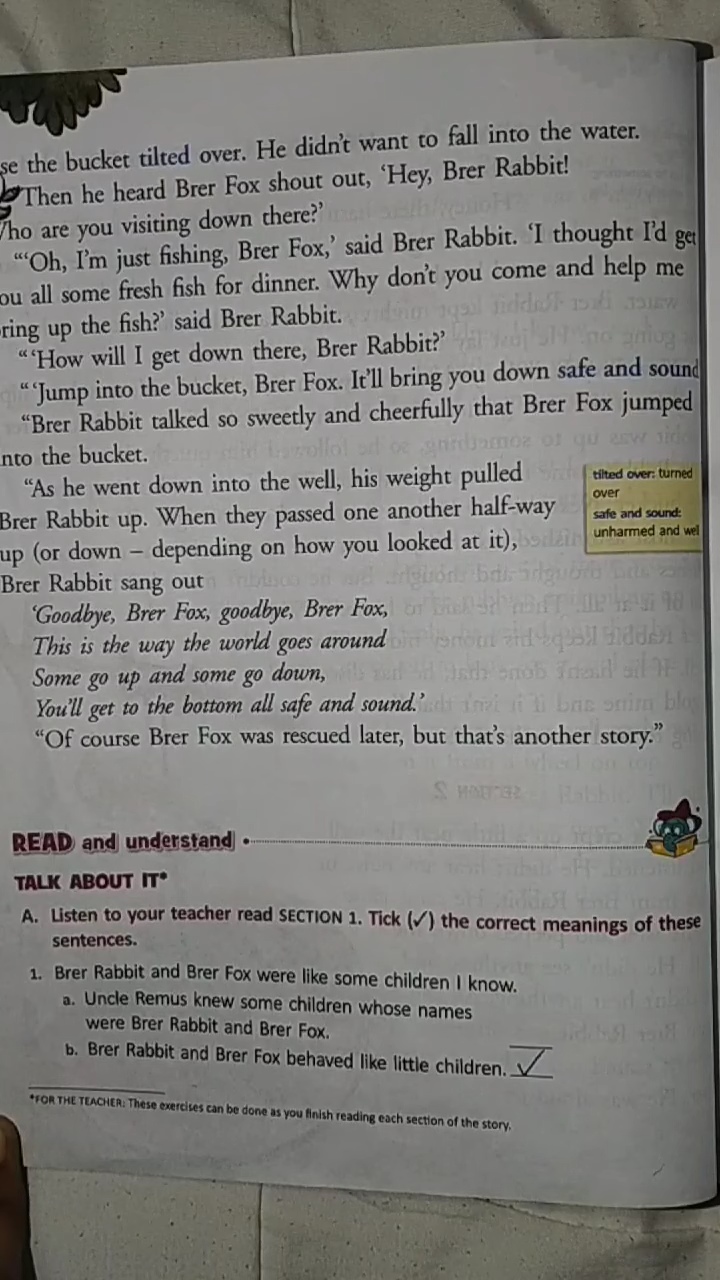 se the bucket tilted over. He didn't want to fall into the water.
Then he heard Brer Fox shout out, 'Hey, Brer Rabbit!
Who are you visiting down there?'
"'Oh, I'm just fishing, Brer Fox,' said Brer Rabbit. 'I thought I'd get
ou all some fresh fish for dinner. Why don't you come and help me
ring up the fish?' said Brer Rabbit.
"'How will I get down there, Brer Rabbit?'
"'Jump into the bucket, Brer Fox. It'll bring you down safe and sound
"Brer Rabbit talked so sweetly and cheerfully that Brer Fox jumped
nto the bucket.
"As he went down into the well, his weight pulled
Brer Rabbit up. When they passed one another half-way
up (or down – depending on how you looked at it),
Brer Rabbit sang out
'Goodbye, Brer Fox, goodbye, Brer Fox,
This is the way the world goes around
Some go up and some go down,
You'll get to the bottom all safe and sound.'
"Of course Brer Fox was rescued later, but that's another story."
tilted over: turned
over
safe and sound:
unharmed and wel
READ and understand
TALK ABOUT IT*
A. Listen to your teacher read SECTION 1. Tick (✓) the correct meanings of these
sentences.
1. Brer Rabbit and Brer Fox were like some children I know.
a. Uncle Remus knew some children whose names
were Brer Rabbit and Brer Fox.
b. Brer Rabbit and Brer Fox behaved like little children. ✓
*FOR THE TEACHER: These exercises can be done as you finish reading each section of the story.